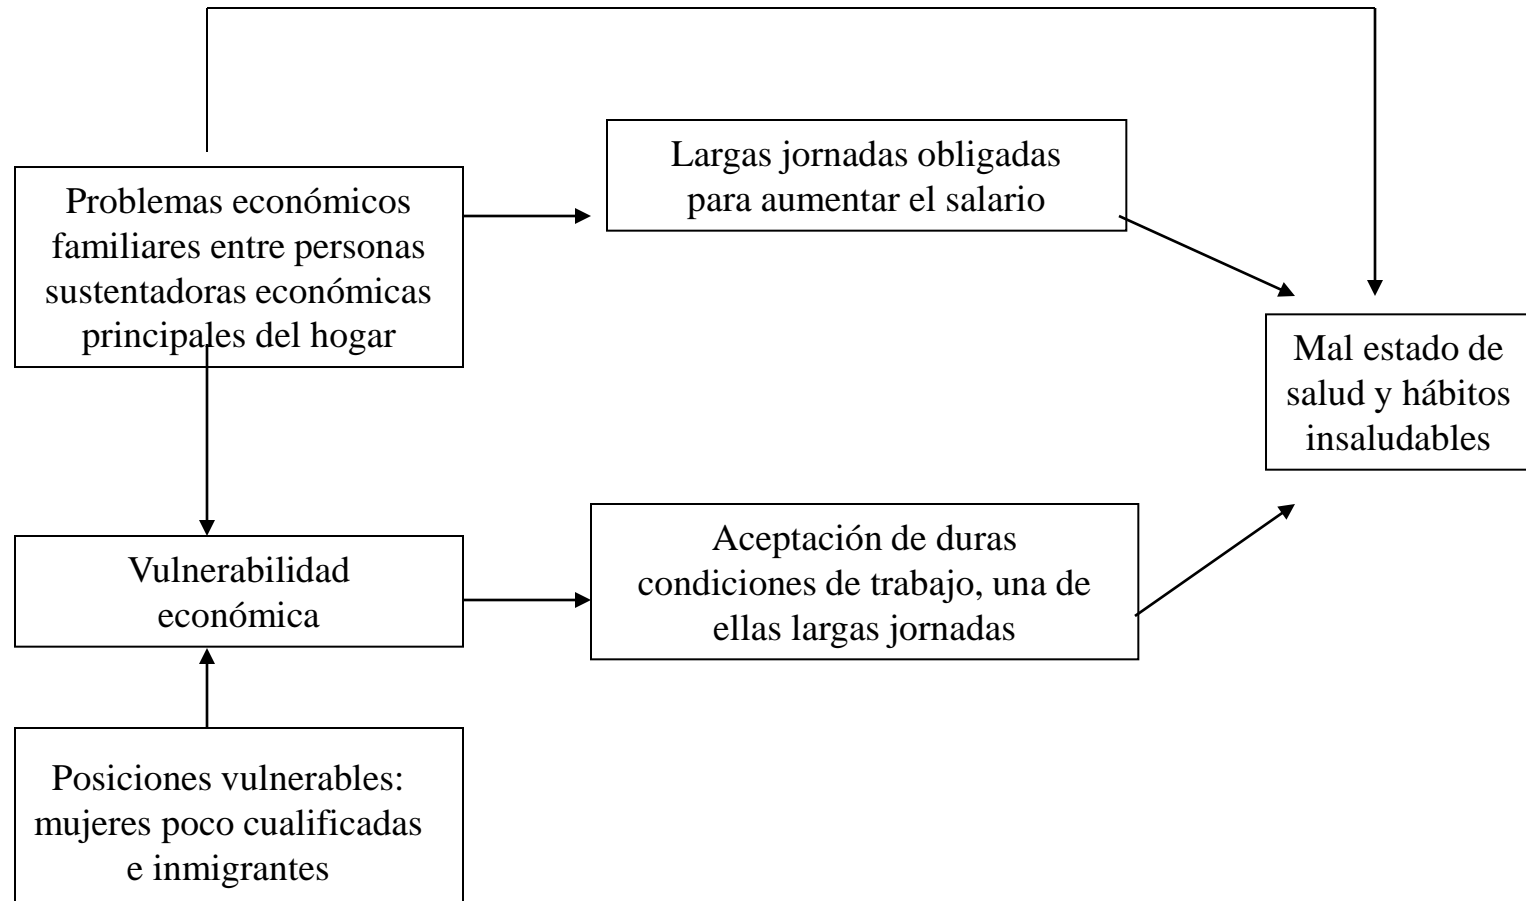 Largas jornadas obligadas
para aumentar el salario
Problemas económicos
familiares entre personas
sustentadoras económicas
principales del hogar
Mal estado de
salud y hábitos
insaludables
Vulnerabilidad
económica
Aceptación de duras
condiciones de trabajo, una de
ellas largas jornadas
Posiciones vulnerables:
mujeres poco cualificadas
e inmigrantes